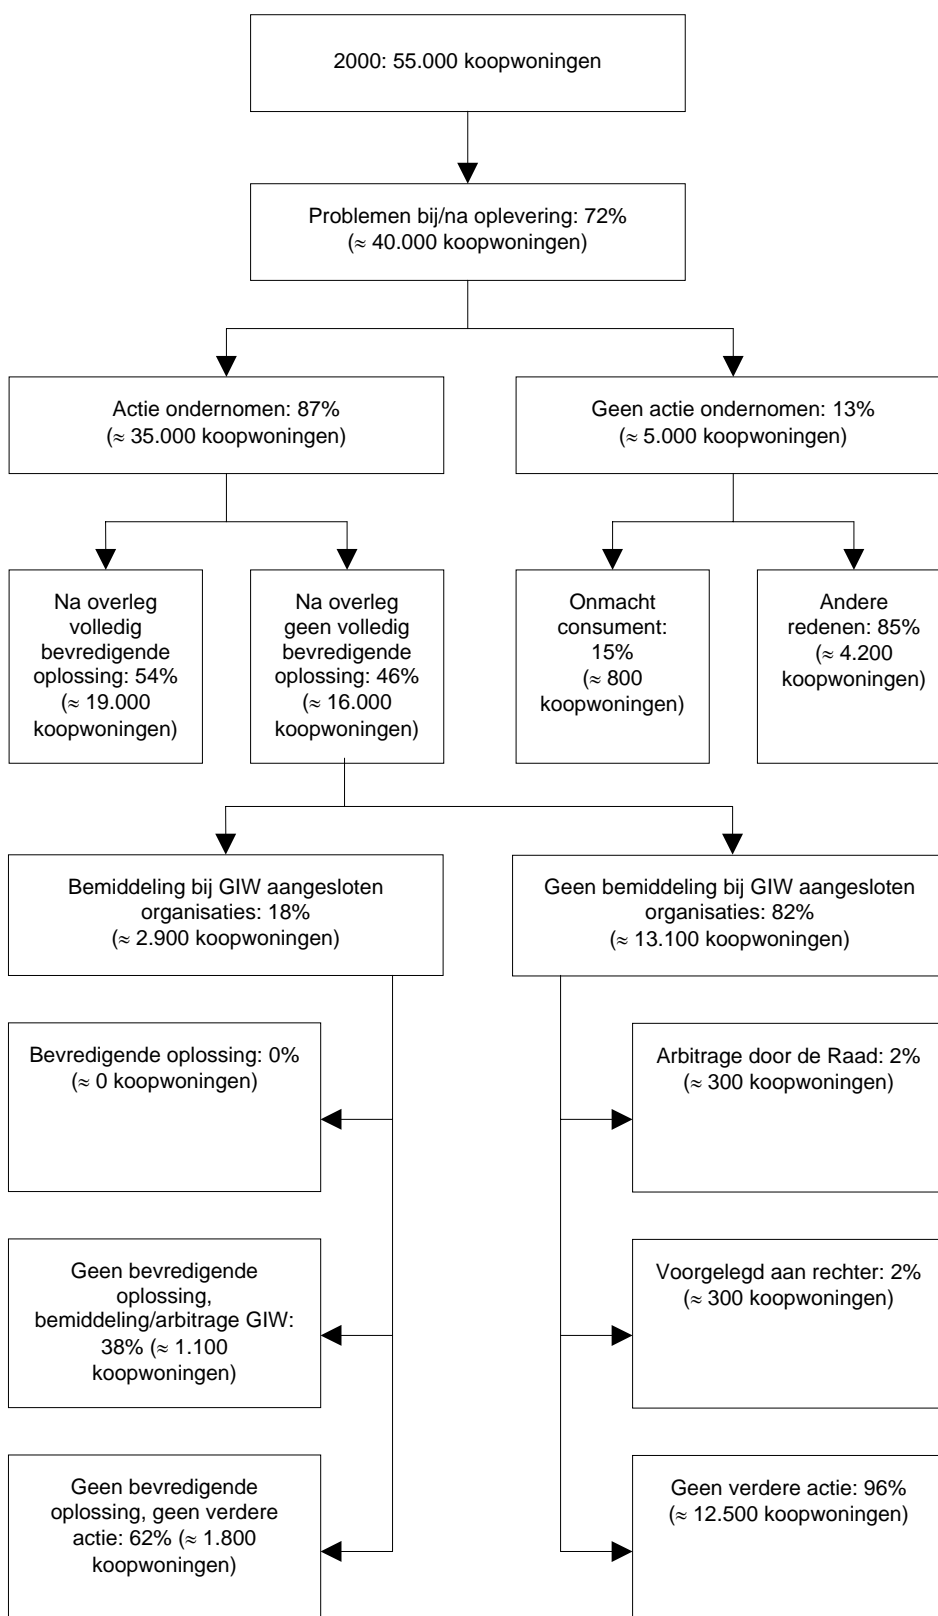 2000: 55.000 koopwoningen
Problemen bij/na oplevering: 72%
(≈ 40.000 koopwoningen)
Actie ondernomen: 87%
(≈ 35.000 koopwoningen)
Geen actie ondernomen: 13%
(≈ 5.000 koopwoningen)
Na overleg
volledig
bevredigende
oplossing: 54%
(≈ 19.000
koopwoningen)
Na overleg
geen volledig
bevredigende
oplossing: 46%
(≈ 16.000
koopwoningen)
Onmacht
consument:
15%
(≈ 800
koopwoningen)
Andere
redenen: 85%
(≈ 4.200
koopwoningen)
Bemiddeling bij GIW aangesloten
organisaties: 18%
(≈ 2.900 koopwoningen)
Geen bemiddeling bij GIW aangesloten
organisaties: 82%
(≈ 13.100 koopwoningen)
Bevredigende oplossing: 0%
(≈ 0 koopwoningen)
Arbitrage door de Raad: 2%
(≈ 300 koopwoningen)
Geen bevredigende
oplossing,
bemiddeling/arbitrage GIW:
38% (≈ 1.100
koopwoningen)
Voorgelegd aan rechter: 2%
(≈ 300 koopwoningen)
Geen bevredigende
oplossing, geen verdere
actie: 62% (≈ 1.800
koopwoningen)
Geen verdere actie: 96%
(≈ 12.500 koopwoningen)